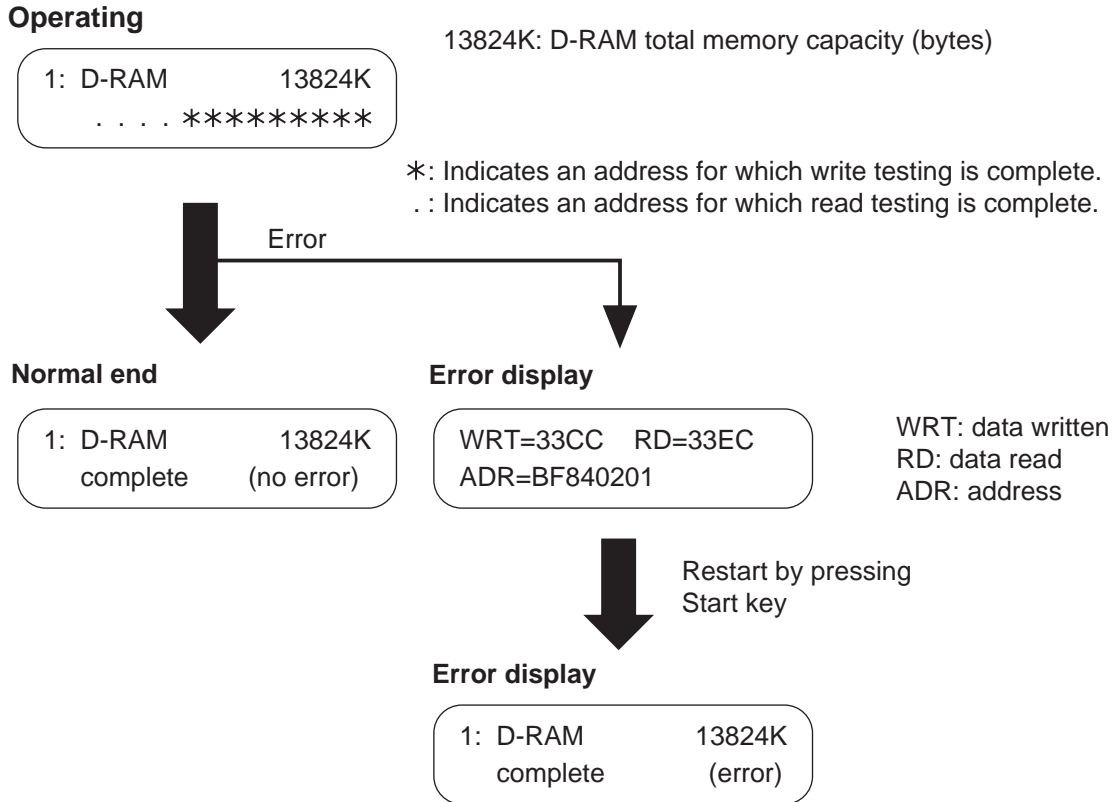 Operating
13824K: D-RAM total memory capacity (bytes)
1: D-RAM 13824K
. . . . *********
*: Indicates an address for which write testing is complete.
. : Indicates an address for which read testing is complete.
Error
Normal end
1: D-RAM 13824K
complete (no error)
Error display
WRT=33CC RD=33EC
ADR=BF840201
WRT: data written
RD: data read
ADR: address
Restart by pressing
Start key
Error display
1: D-RAM 13824K
complete (error)